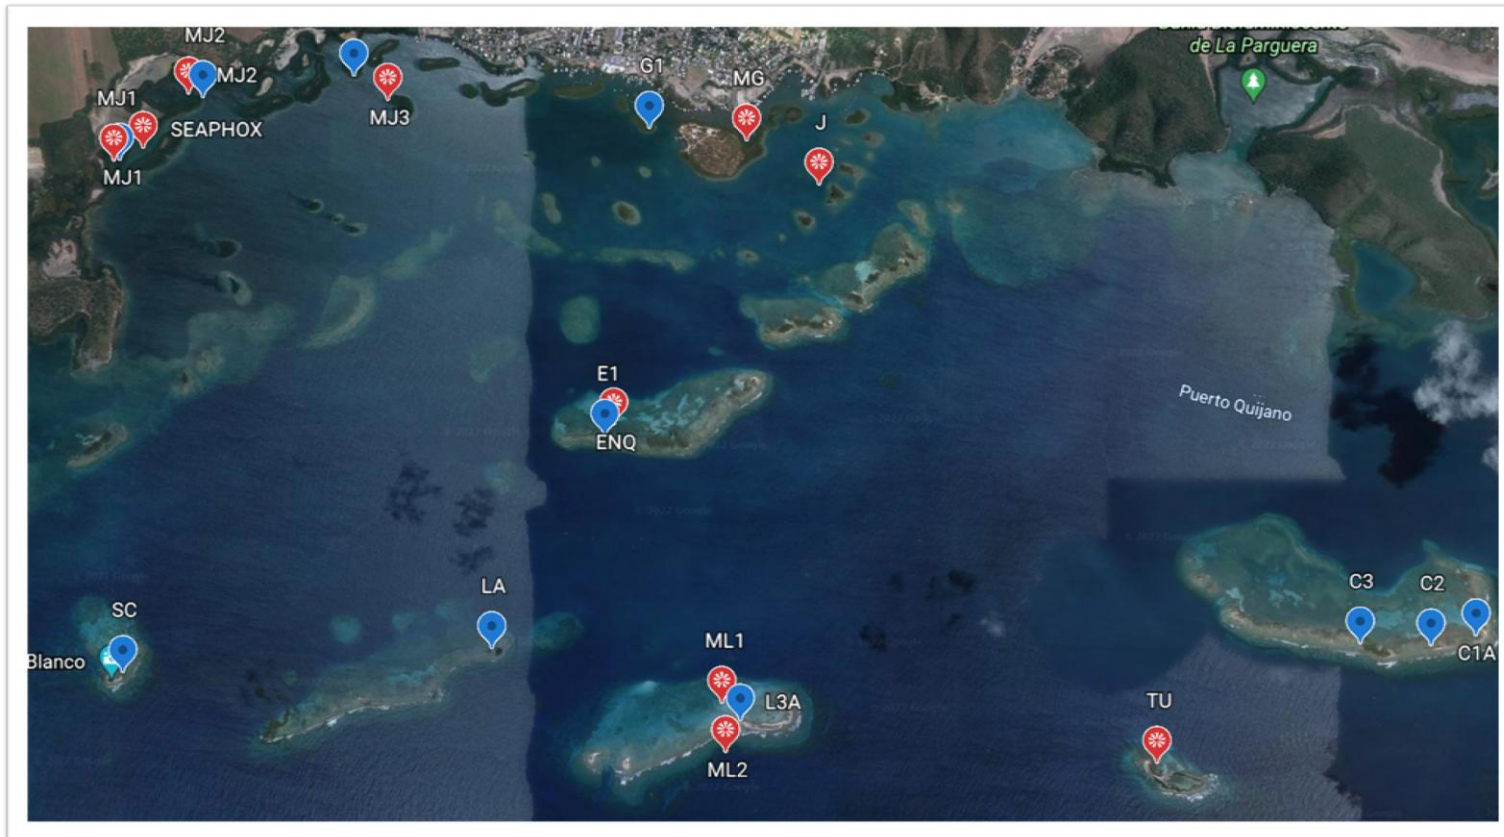 MJ2
MJ2
MJ1
SEAPHOX
MJ1
MJ3
G1
MG
J
de La Parguera
E1
ENQ
Puerto Quijano
SC
Blanco
LA
ML1
L3A
ML2
TU
C3
C2
C1A